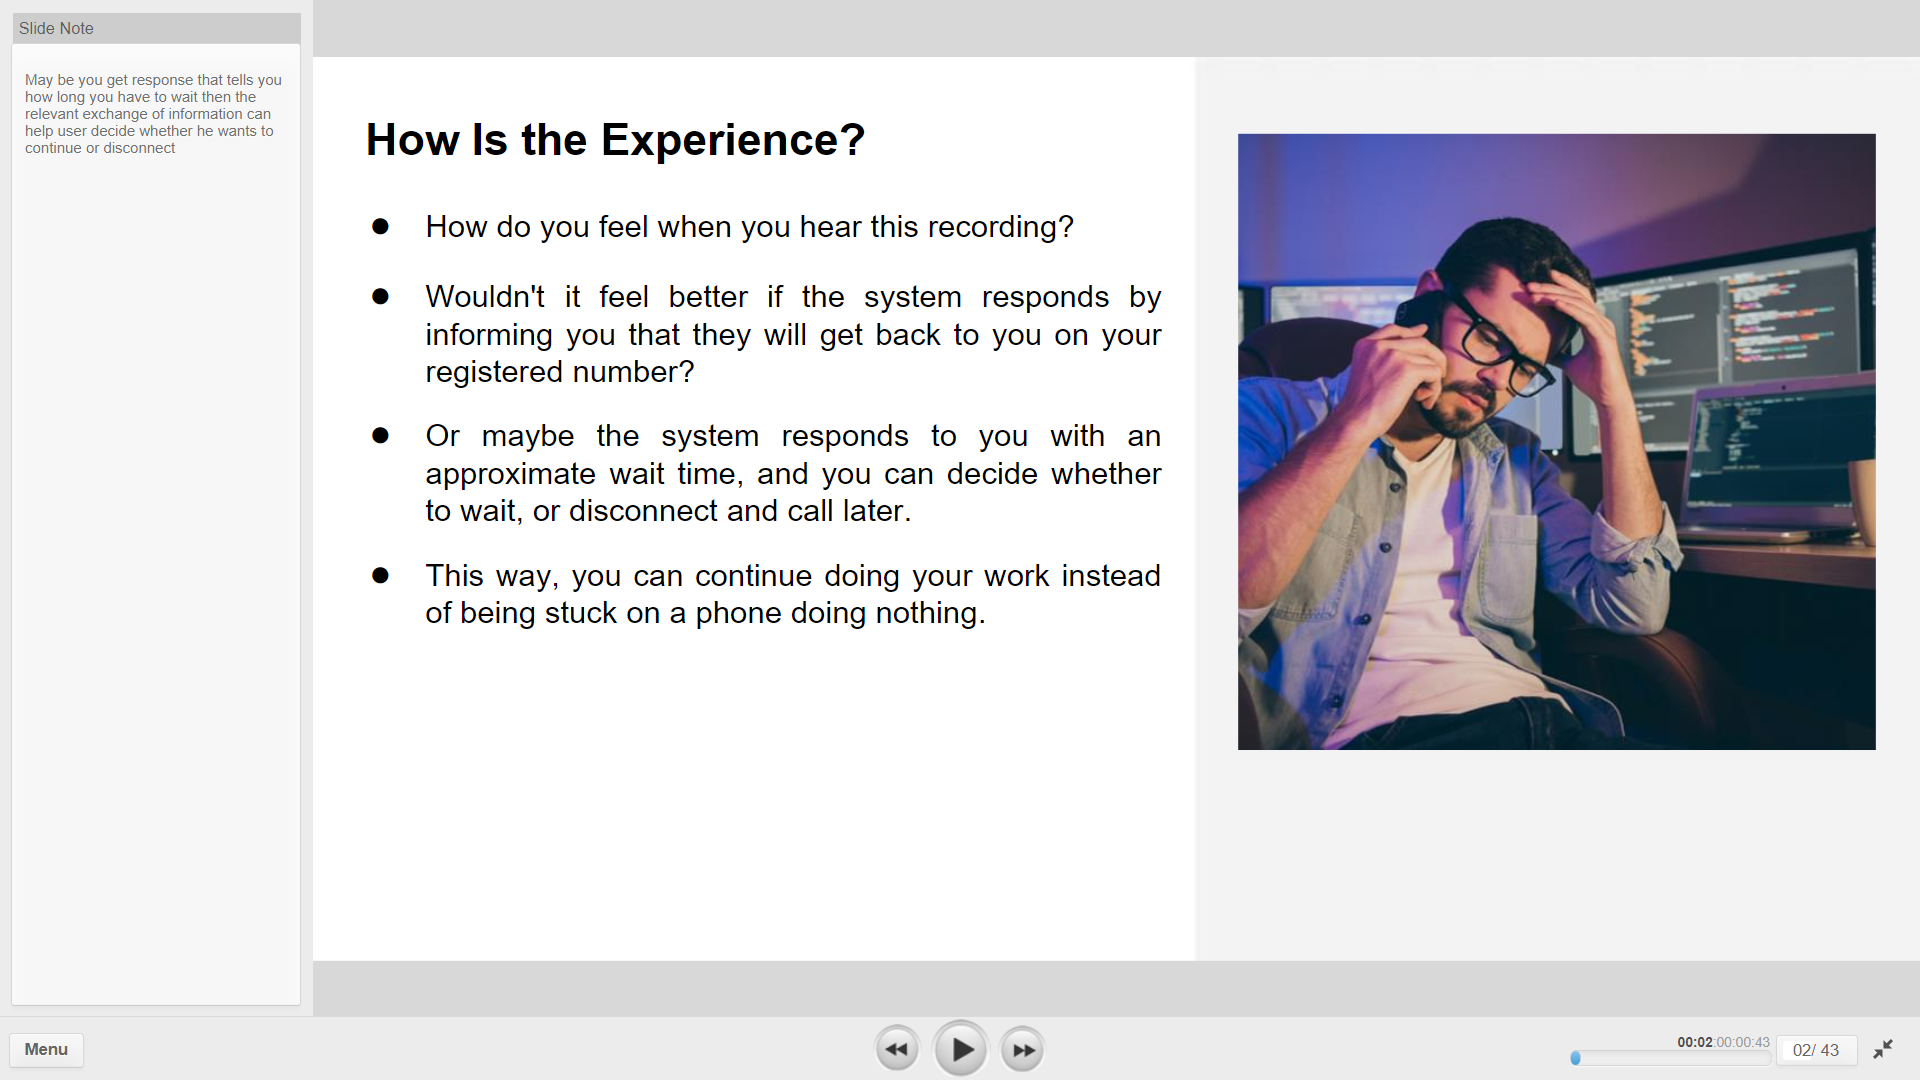 Slide Note
May be you get response that tells you
how long you have to wait then the
relevant exchange of information can
help user decide whether he wants to
continue or disconnect
How Is the Experience?
● How do you feel when you hear this recording?
● Wouldn't it feel better if the system responds by
informing you that they will get back to you on your
registered number?
● Or maybe the system responds to you with an
approximate wait time, and you can decide whether
to wait, or disconnect and call later.
● This way, you can continue doing your work instead
of being stuck on a phone doing nothing.
Menu
00:02:00:00:43
02/ 43